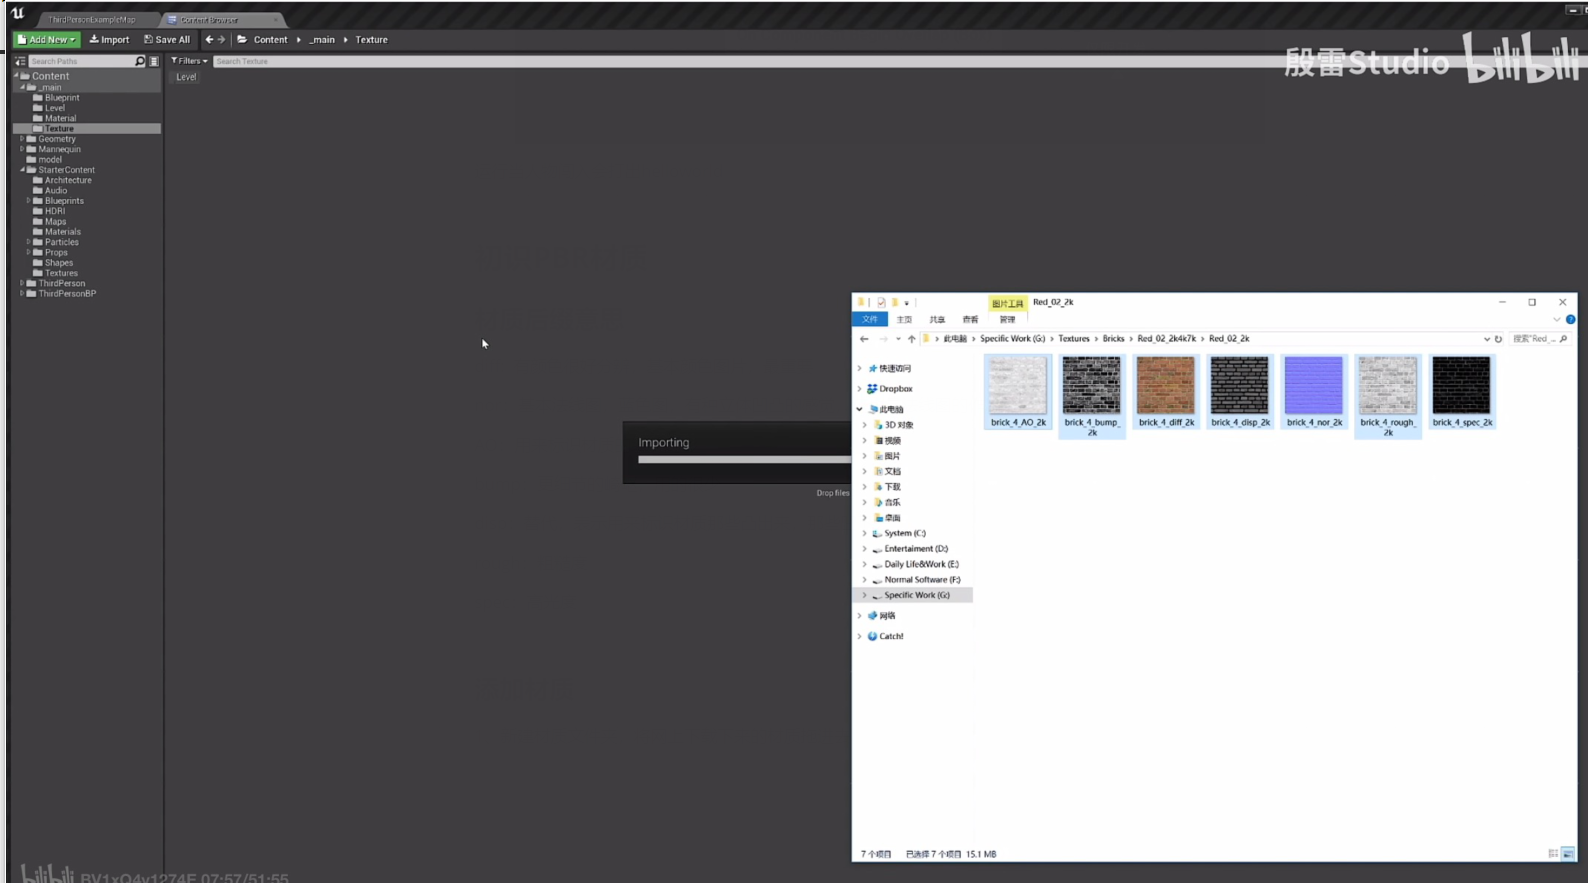 ThirdPersonExampleMap
Content Browser
Add New
Import
Save All
Content
_main
Texture
Search Paths
Filters
Search Texture
Level
殷雷Studio bilibili
Content
_main
Blueprint
Level
Material
Texture
Geometry
Mannequin
model
StarterContent
Architecture
Audio
Blueprints
HDRI
Maps
Materials
Particles
Props
Shapes
Textures
ThirdPerson
ThirdPersonBP
Importing
Drop files
图片工具
Red_02_2k
文件
主页
共享
查看
管理
此电脑
Specific Work (G:)
Textures
Bricks
Red_02_2k4k7k
Red_02_2k
搜索"Red_...
快速访问
Dropbox
此电脑
3D 对象
视频
图片
文档
下载
音乐
桌面
System (C:)
Entertaiment (D:)
Daily Life&Work (E:)
Normal Software (F:)
Specific Work (G:)
网络
Catch!
brick_4_AO_2k
brick_4_bump_2k
brick_4_diff_2k
brick_4_disp_2k
brick_4_nor_2k
brick_4_rough_2k
brick_4_spec_2k
7 个项目
已选择 7 个项目 15.1 MB
bilibili BV1xQ4y1274E 07:57/51:55